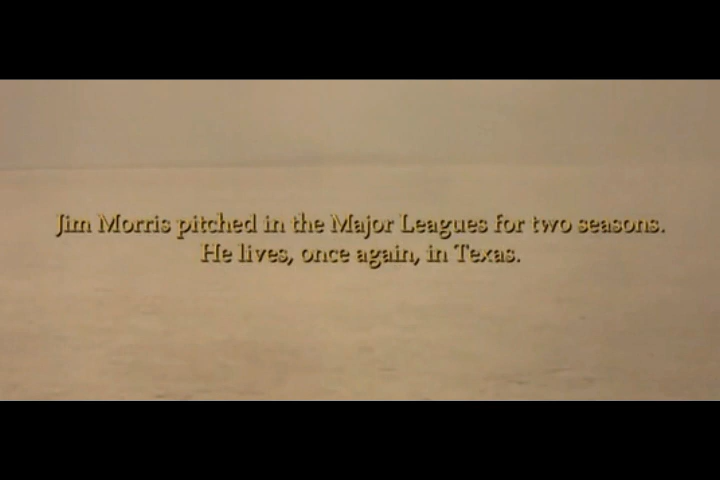 Jim Morris pitched in the Major Leagues for two seasons.
He lives, once again, in Texas.